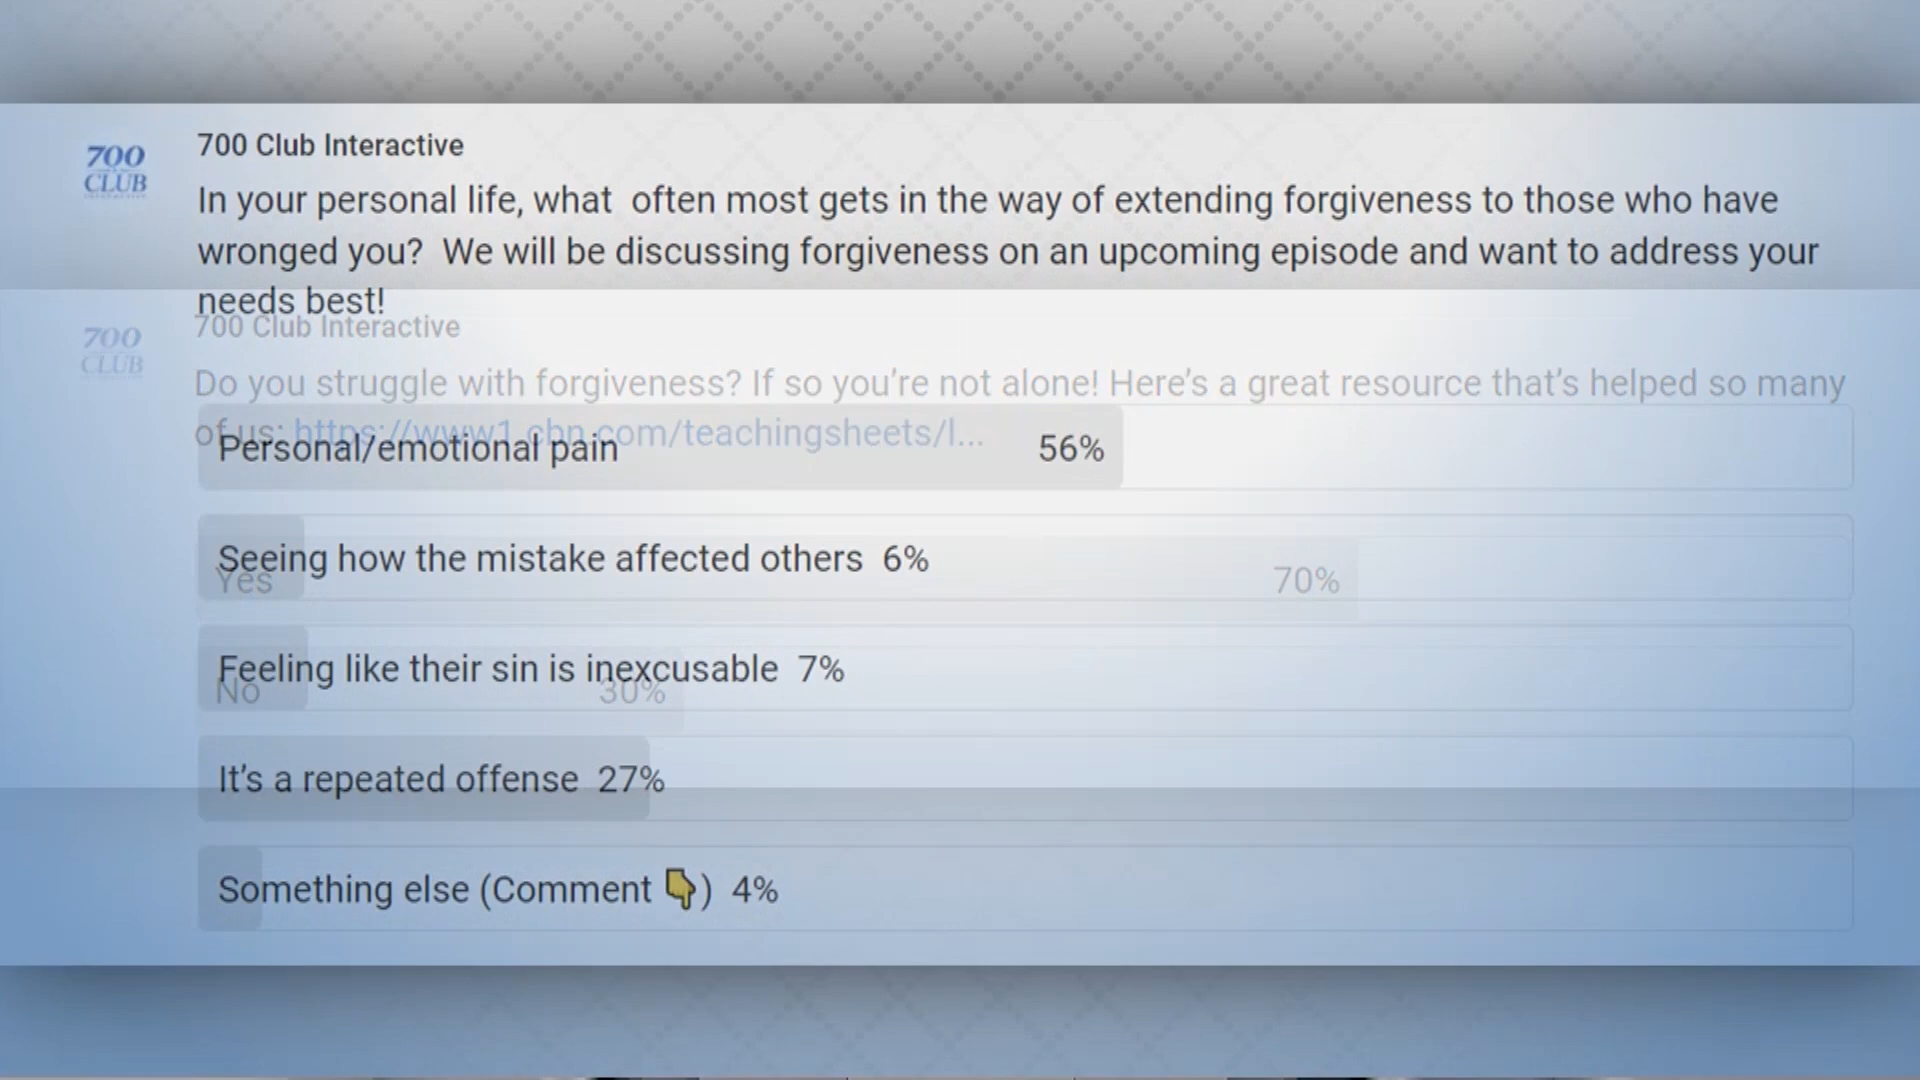 700 Club Interactive
700
CLUB
In your personal life, what often most gets in the way of extending forgiveness to those who have
wronged you? We will be discussing forgiveness on an upcoming episode and want to address your
needs best!
700 Club Interactive
700
CLUB
Do you struggle with forgiveness? If so you’re not alone! Here’s a great resource that’s helped so many
of us: https://www1.cbn.com/teachingsheets/l...
Personal/emotional pain 56%
Seeing how the mistake affected others 6%
Yes 70%
Feeling like their sin is inexcusable 7%
No 30%
It’s a repeated offense 27%
Something else (Comment 👇) 4%